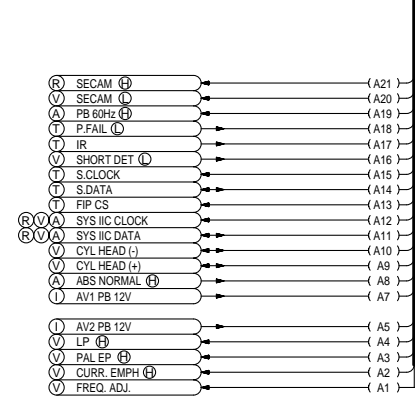 R SECAM H A21
V SECAM L A20
A PB 60Hz H A19
T P.FAIL L A18
T IR A17
V SHORT DET L A16
T S.CLOCK A15
T S.DATA A14
T FIP CS A13
R V A SYS IIC CLOCK A12
R V A SYS IIC DATA A11
V CYL HEAD (-) A10
V CYL HEAD (+) A9
A ABS NORMAL H A8
I AV1 PB 12V A7
I AV2 PB 12V A5
V LP H A4
V PAL EP H A3
V CURR. EMPH H A2
V FREQ. ADJ. A1